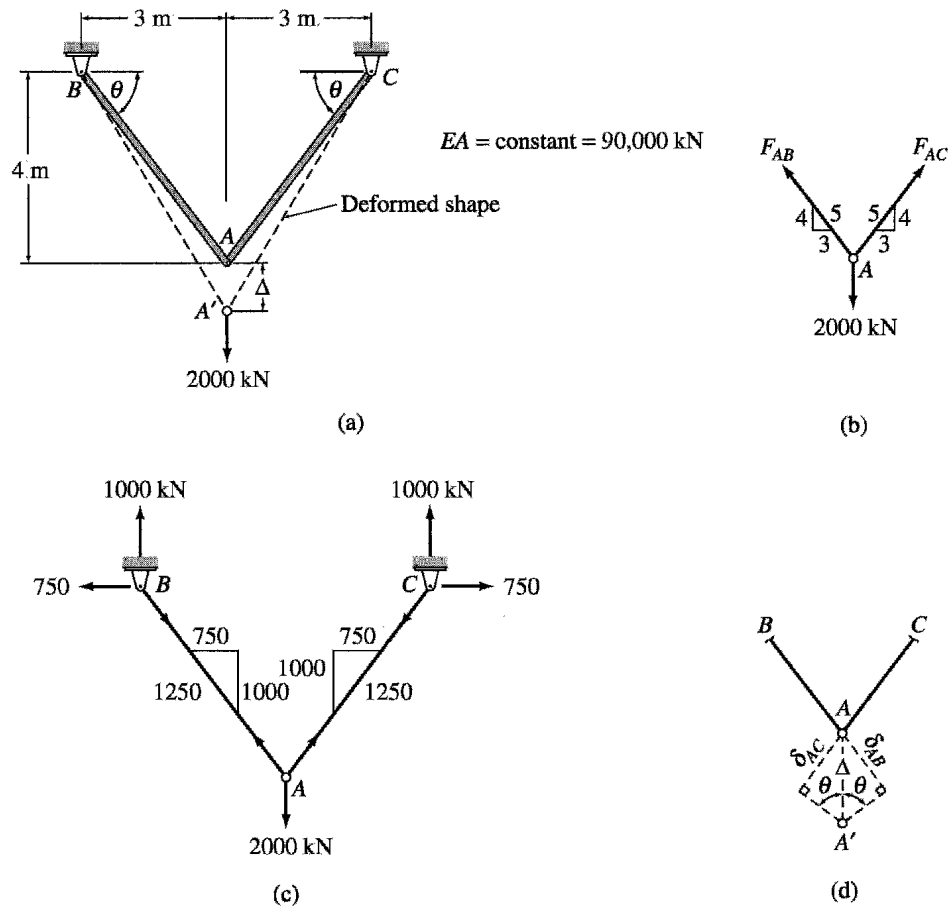 3 m 3 m
B θ θ C
4 m
EA = constant = 90,000 kN
Deformed shape
A
Δ
A′
2000 kN
(a)
F_AB F_AC
4 5 5 4
3 3
A
2000 kN
(b)
1000 kN 1000 kN
750 B C 750
750 750
1000
1250 1000 1250
A
2000 kN
(c)
B C
A
δ_AC Δ δ_AB
θ θ
A′
(d)